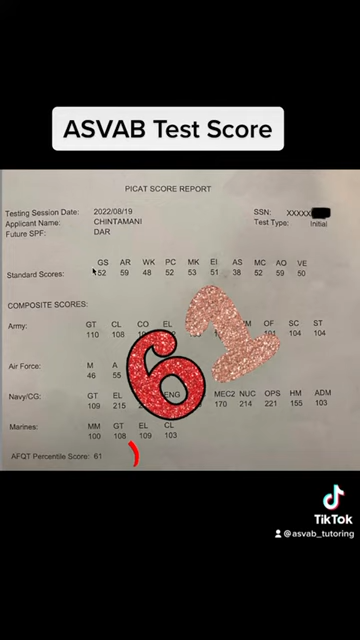 ASVAB Test Score
PICAT SCORE REPORT
Testing Session Date: 2022/08/19 SSN: XXXXX
Applicant Name: CHINTAMANI Test Type: Initial
Future SPF: DAR
GS AR WK PC MK EI AS MC AO VE
Standard Scores: 52 59 48 52 53 51 38 52 59 50
COMPOSITE SCORES:
Army: GT CL CO EL OF SC ST
110 108 101 104 104
61
Air Force: M A
46 55
Navy/CG: GT EL ENG MEC2 NUC OPS HM ADM
109 215 170 214 221 155 103
Marines: MM GT EL CL
100 108 109 103
AFQT Percentile Score: 61
TikTok
@asvab_tutoring